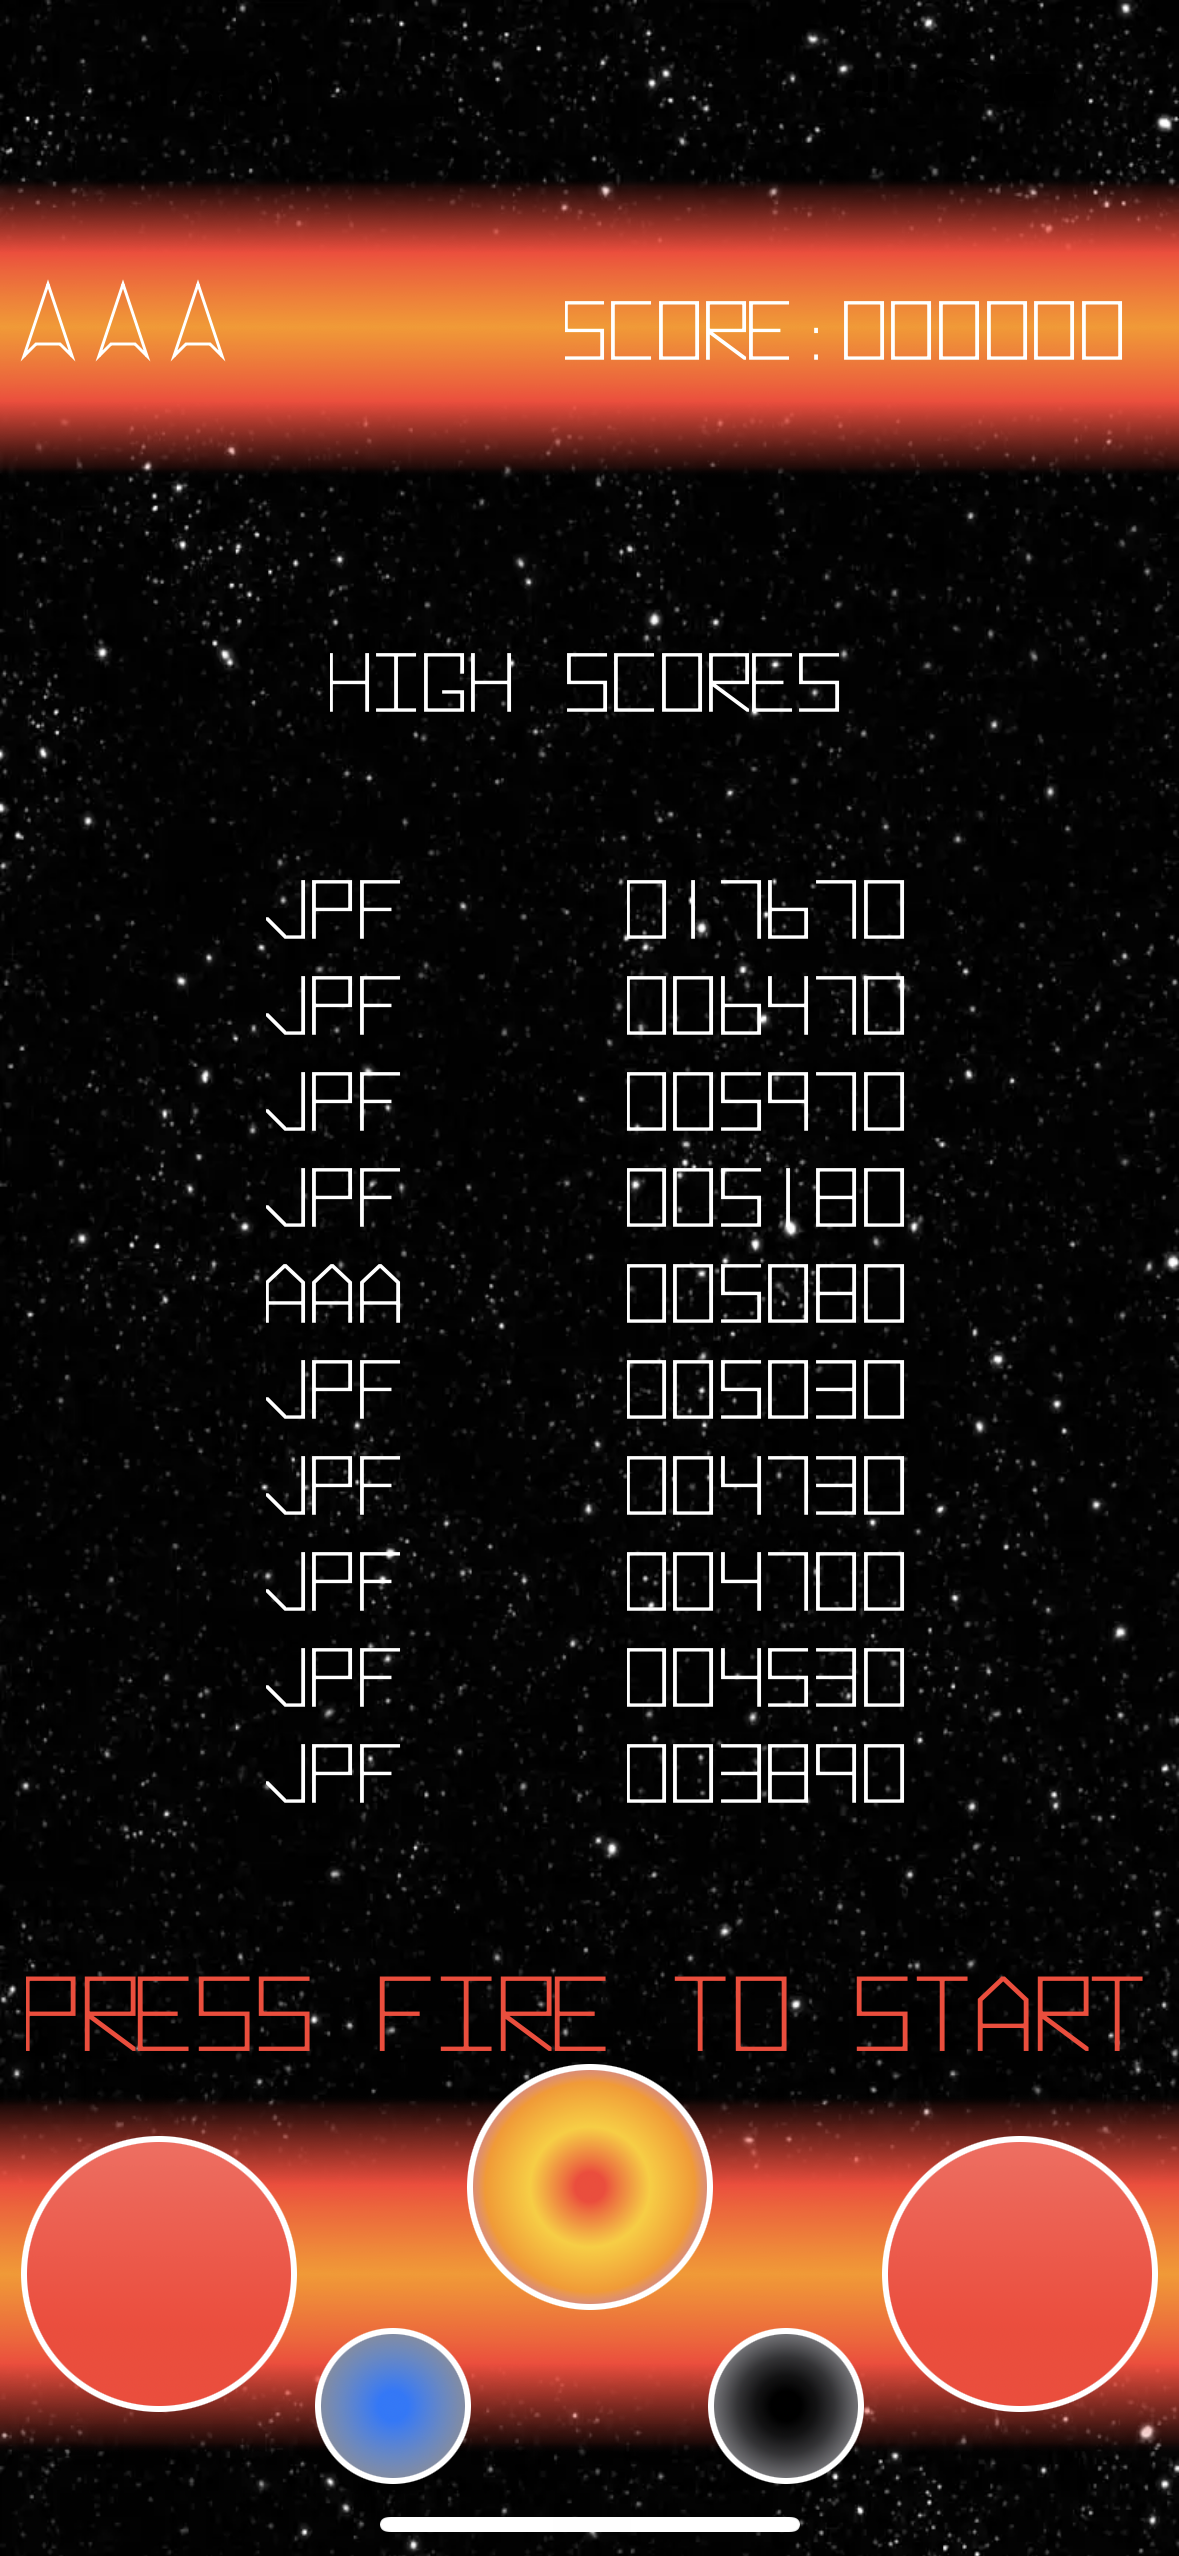 SCORE:000000
HIGH SCORES
JPF 017670
JPF 006470
JPF 005970
JPF 005180
AAA 005080
JPF 005030
JPF 004730
JPF 004700
JPF 004530
JPF 003890
PRESS FIRE TO START